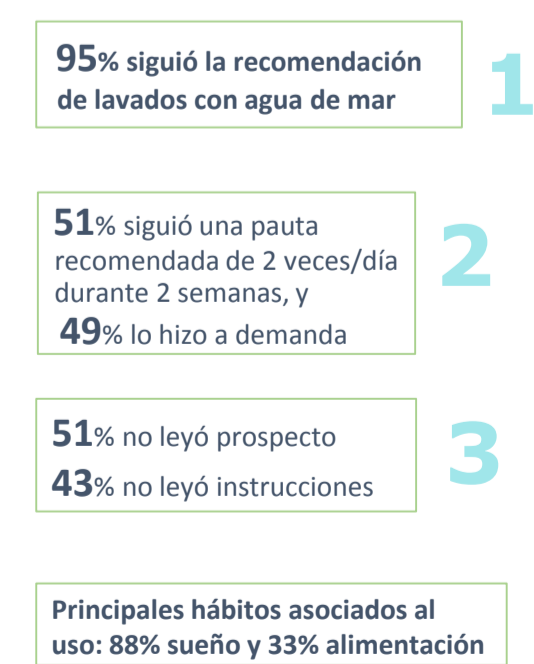 95% siguió la recomendación
de lavados con agua de mar
1
51% siguió una pauta
recomendada de 2 veces/día
durante 2 semanas, y
49% lo hizo a demanda
2
51% no leyó prospecto
43% no leyó instrucciones
3
Principales hábitos asociados al
uso: 88% sueño y 33% alimentación